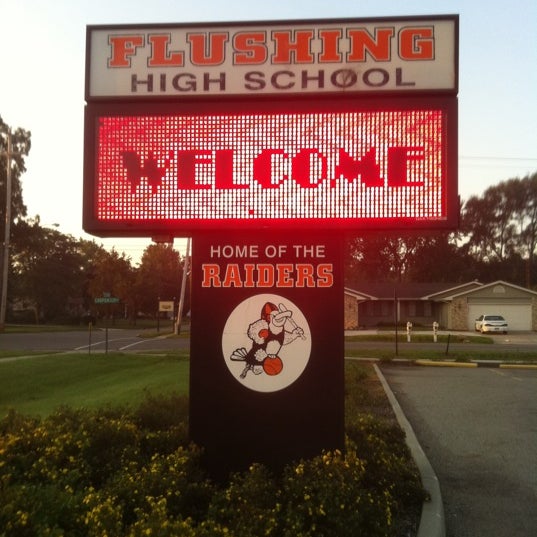 FLUSHING
HIGH SCHOOL
WELCOME
HOME OF THE
RAIDERS